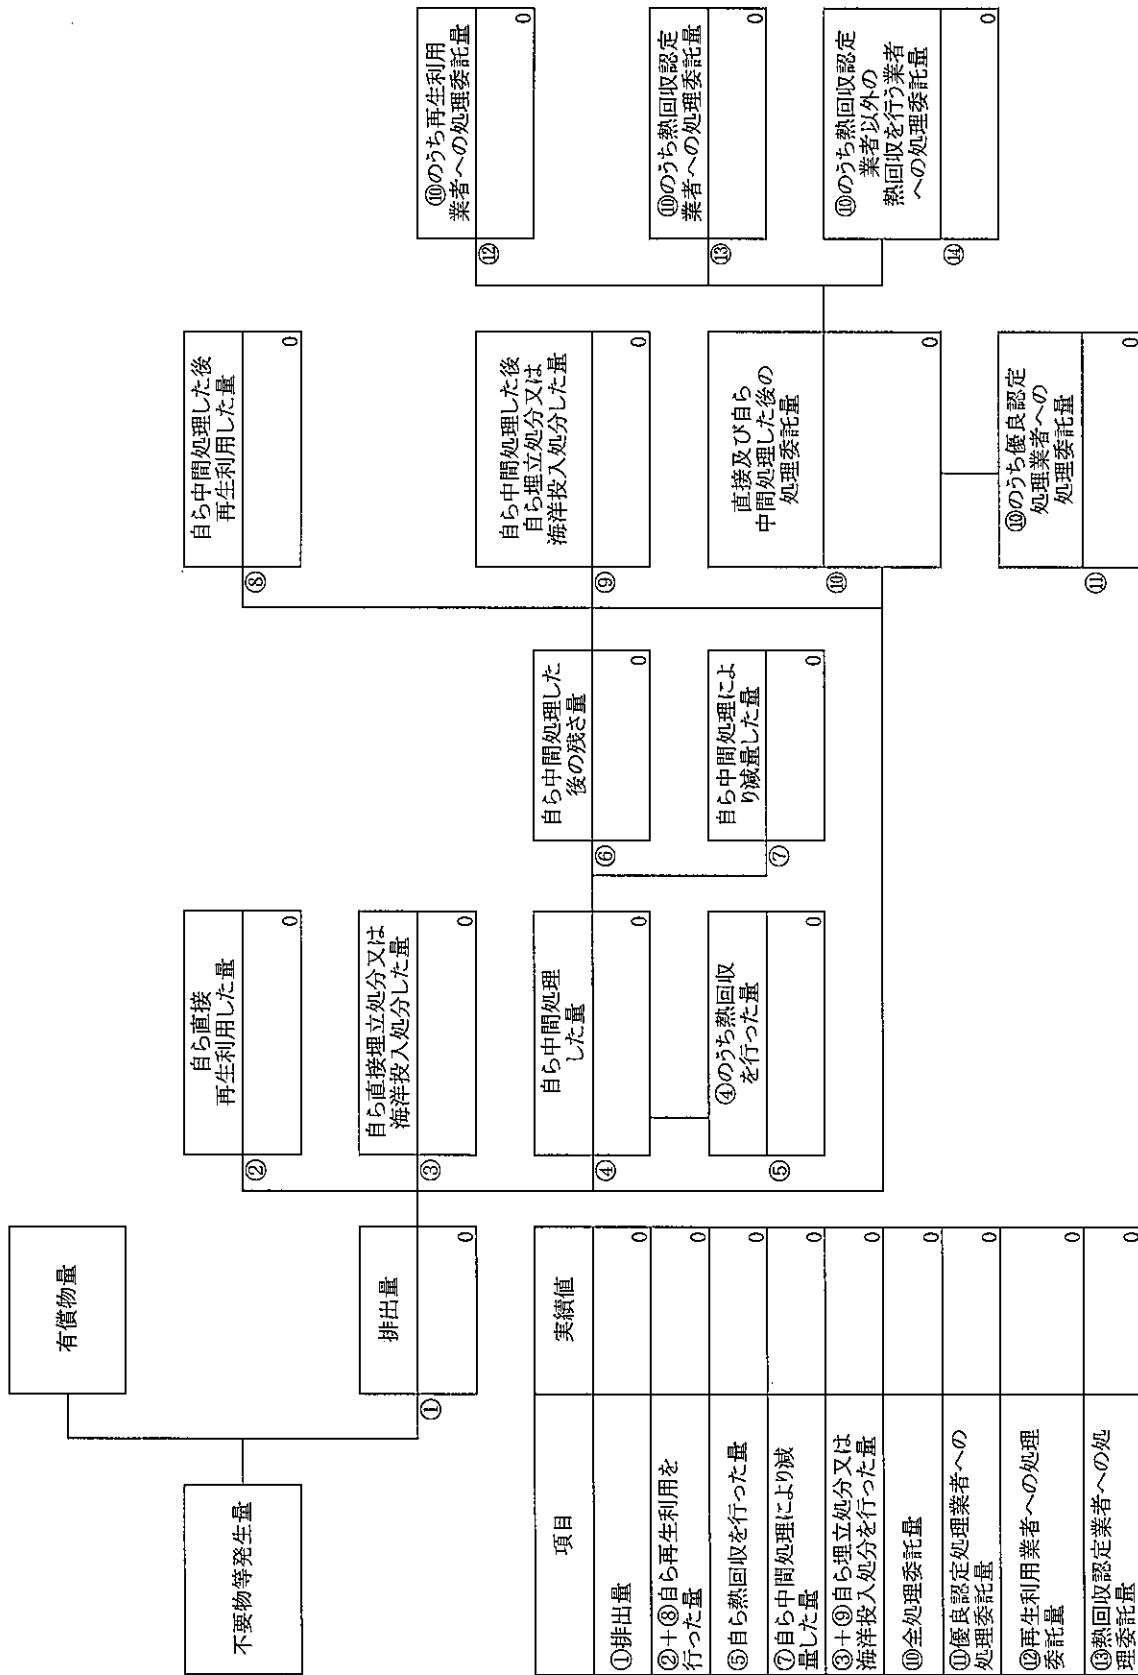 不要物等発生量
有償物量
排出量
①
0
自ら直接
再生利用した量
②
0
自ら直接埋立処分又は
海洋投入処分した量
③
0
自ら中間処理
した量
④
0
④のうち熱回収
を行った量
⑤
0
自ら中間処理した
後の残さ量
⑥
0
自ら中間処理によ
り減量した量
⑦
0
自ら中間処理した後
再生利用した量
⑧
0
自ら中間処理した後
自ら埋立処分又は
海洋投入処分した量
⑨
0
直接及び自ら
中間処理した後の
処理委託量
⑩
0
⑩のうち優良認定
処理業者への
処理委託量
⑪
0
⑩のうち再生利用
業者への処理委託量
⑫
0
⑩のうち熱回収認定
業者への処理委託量
⑬
0
⑩のうち熱回収認定
業者以外の
熱回収を行う業者
への処理委託量
⑭
0
項目 実績値
①排出量 0
②+⑧自ら再生利用を
行った量 0
⑤自ら熱回収を行った量 0
⑦自ら中間処理により減
量した量 0
③+⑨自ら埋立処分又は
海洋投入処分を行った量 0
⑩全処理委託量 0
⑪優良認定処理業者への
処理委託量 0
⑫再生利用業者への処理
委託量 0
⑬熱回収認定業者への処
理委託量 0